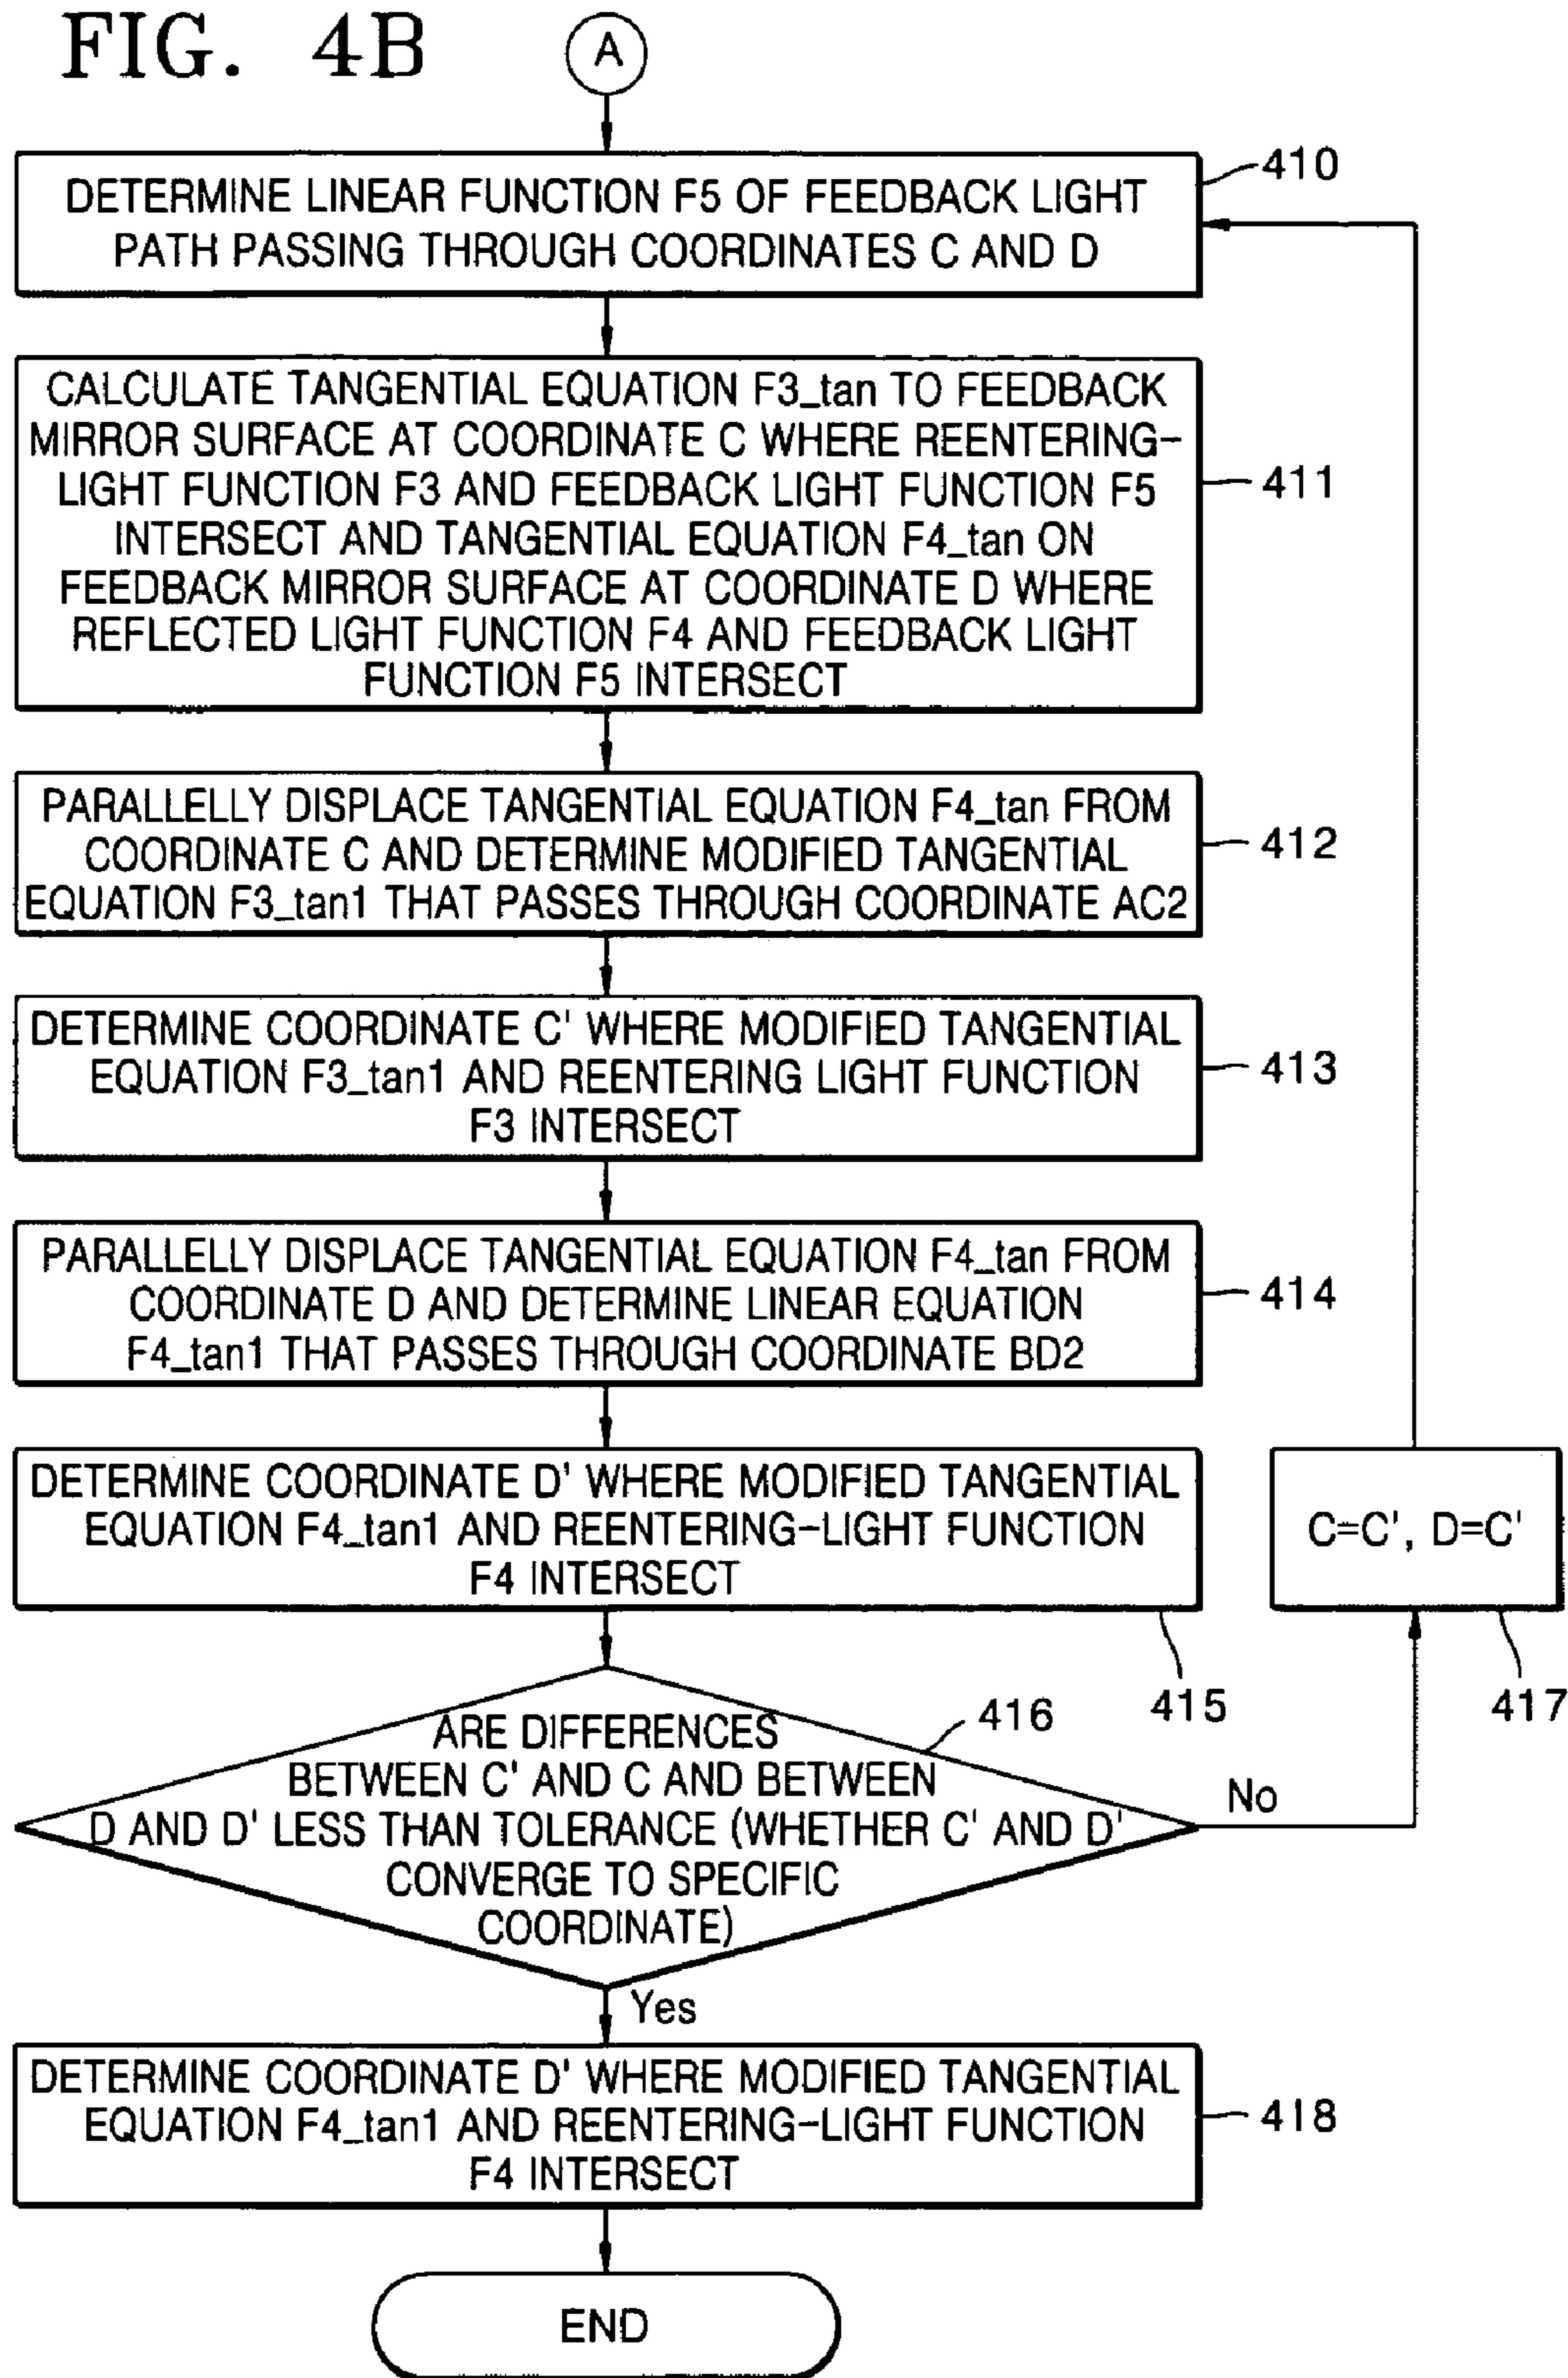 FIG. 4B
A
DETERMINE LINEAR FUNCTION F5 OF FEEDBACK LIGHT
PATH PASSING THROUGH COORDINATES C AND D
410
CALCULATE TANGENTIAL EQUATION F3_tan TO FEEDBACK
MIRROR SURFACE AT COORDINATE C WHERE REENTERING-
LIGHT FUNCTION F3 AND FEEDBACK LIGHT FUNCTION F5
INTERSECT AND TANGENTIAL EQUATION F4_tan ON
FEEDBACK MIRROR SURFACE AT COORDINATE D WHERE
REFLECTED LIGHT FUNCTION F4 AND FEEDBACK LIGHT
FUNCTION F5 INTERSECT
411
PARALLELLY DISPLACE TANGENTIAL EQUATION F4_tan FROM
COORDINATE C AND DETERMINE MODIFIED TANGENTIAL
EQUATION F3_tan1 THAT PASSES THROUGH COORDINATE AC2
412
DETERMINE COORDINATE C' WHERE MODIFIED TANGENTIAL
EQUATION F3_tan1 AND REENTERING LIGHT FUNCTION
F3 INTERSECT
413
PARALLELLY DISPLACE TANGENTIAL EQUATION F4_tan FROM
COORDINATE D AND DETERMINE LINEAR EQUATION
F4_tan1 THAT PASSES THROUGH COORDINATE BD2
414
DETERMINE COORDINATE D' WHERE MODIFIED TANGENTIAL
EQUATION F4_tan1 AND REENTERING-LIGHT FUNCTION
F4 INTERSECT
415
C=C', D=C'
417
ARE DIFFERENCES
BETWEEN C' AND C AND BETWEEN
D AND D' LESS THAN TOLERANCE (WHETHER C' AND D'
CONVERGE TO SPECIFIC
COORDINATE)
416
No
Yes
DETERMINE COORDINATE D' WHERE MODIFIED TANGENTIAL
EQUATION F4_tan1 AND REENTERING-LIGHT FUNCTION
F4 INTERSECT
418
END